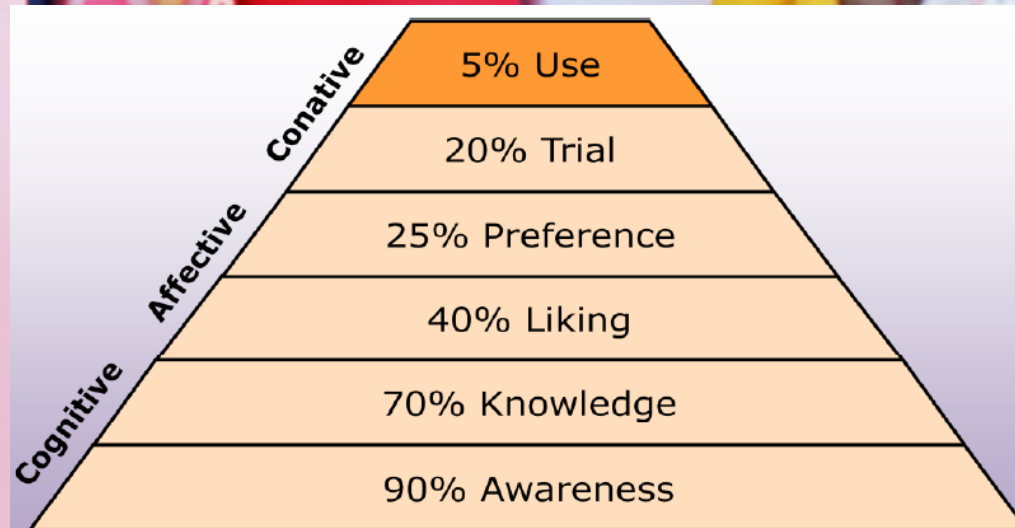 Conative
5% Use
20% Trial
Affective
25% Preference
40% Liking
Cognitive
70% Knowledge
90% Awareness